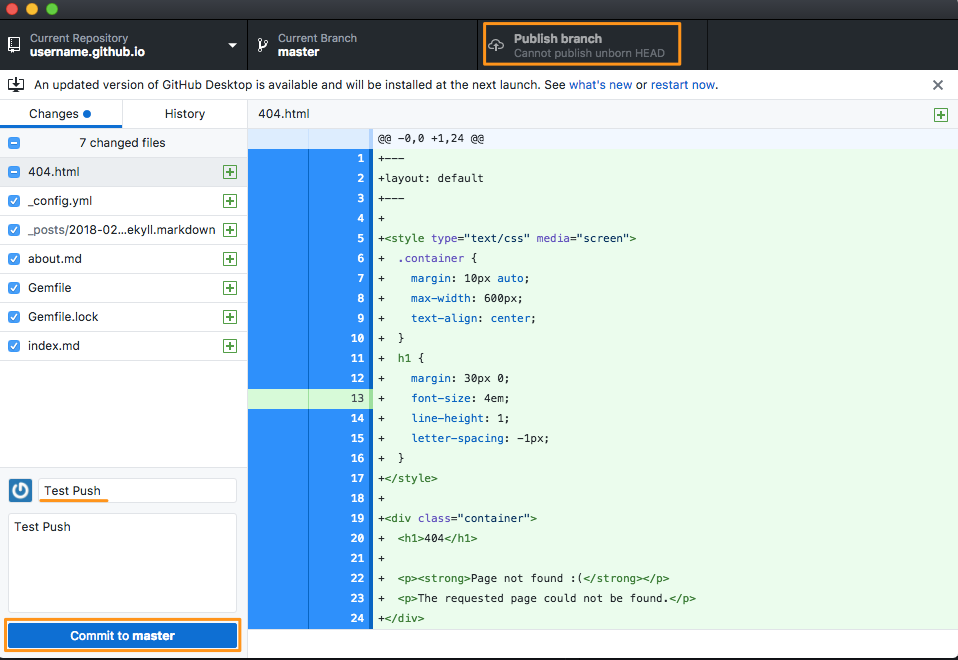 Current Repository
username.github.io
Current Branch
master
Publish branch
Cannot publish unborn HEAD
An updated version of GitHub Desktop is available and will be installed at the next launch. See what's new or restart now.
Changes
History
404.html
7 changed files
404.html
_config.yml
_posts/2018-02...ekyll.markdown
about.md
Gemfile
Gemfile.lock
index.md
Test Push
Test Push
Commit to master
@@ -0,0 +1,24 @@
1 +---
2 +layout: default
3 +---
4 +
5 +<style type="text/css" media="screen">
6 +  .container {
7 +    margin: 10px auto;
8 +    max-width: 600px;
9 +    text-align: center;
10 +  }
11 +  h1 {
12 +    margin: 30px 0;
13 +    font-size: 4em;
14 +    line-height: 1;
15 +    letter-spacing: -1px;
16 +  }
17 +</style>
18 +
19 +<div class="container">
20 +  <h1>404</h1>
21 +
22 +  <p><strong>Page not found :(</strong></p>
23 +  <p>The requested page could not be found.</p>
24 +</div>